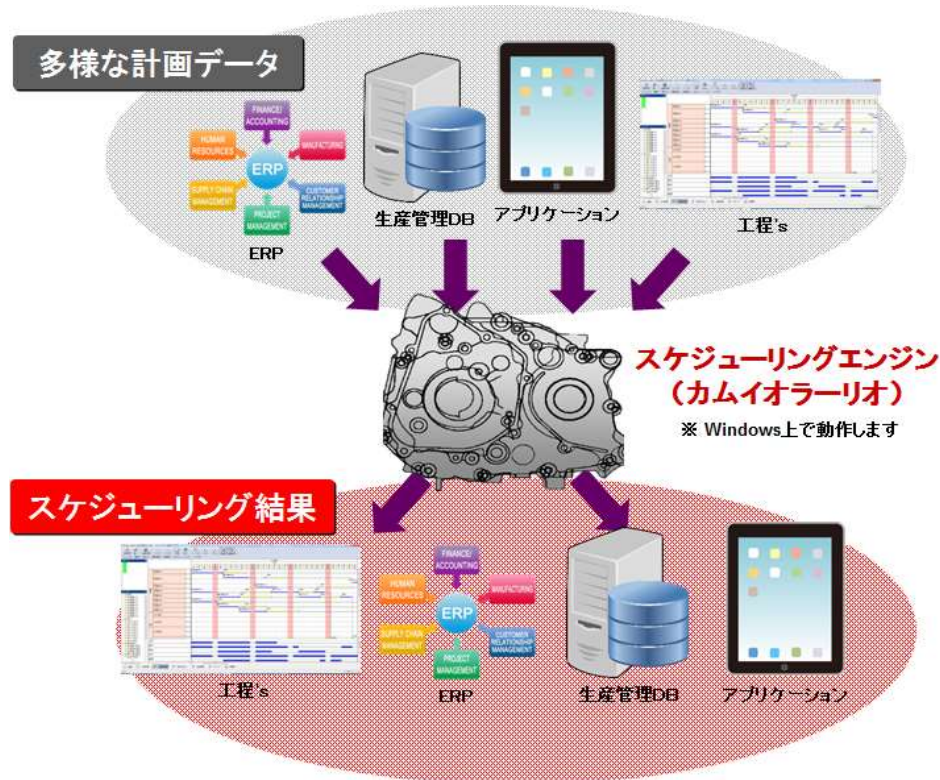 多様な計画データ
FINANCE/
ACCOUNTING
HUMAN
RESOURCES
MANUFACTURING
ERP
SUPPLY CHAIN
MANAGEMENT
CUSTOMER
RELATIONSHIP
MANAGEMENT
PROJECT
MANAGEMENT
ERP
生産管理DB
アプリケーション
工程's
スケジューリングエンジン
(カムイオラーリオ)
※ Windows上で動作します
スケジューリング結果
工程's
FINANCE/
ACCOUNTING
HUMAN
RESOURCES
MANUFACTURING
ERP
SUPPLY CHAIN
MANAGEMENT
CUSTOMER
RELATIONSHIP
MANAGEMENT
PROJECT
MANAGEMENT
ERP
生産管理DB
アプリケーション